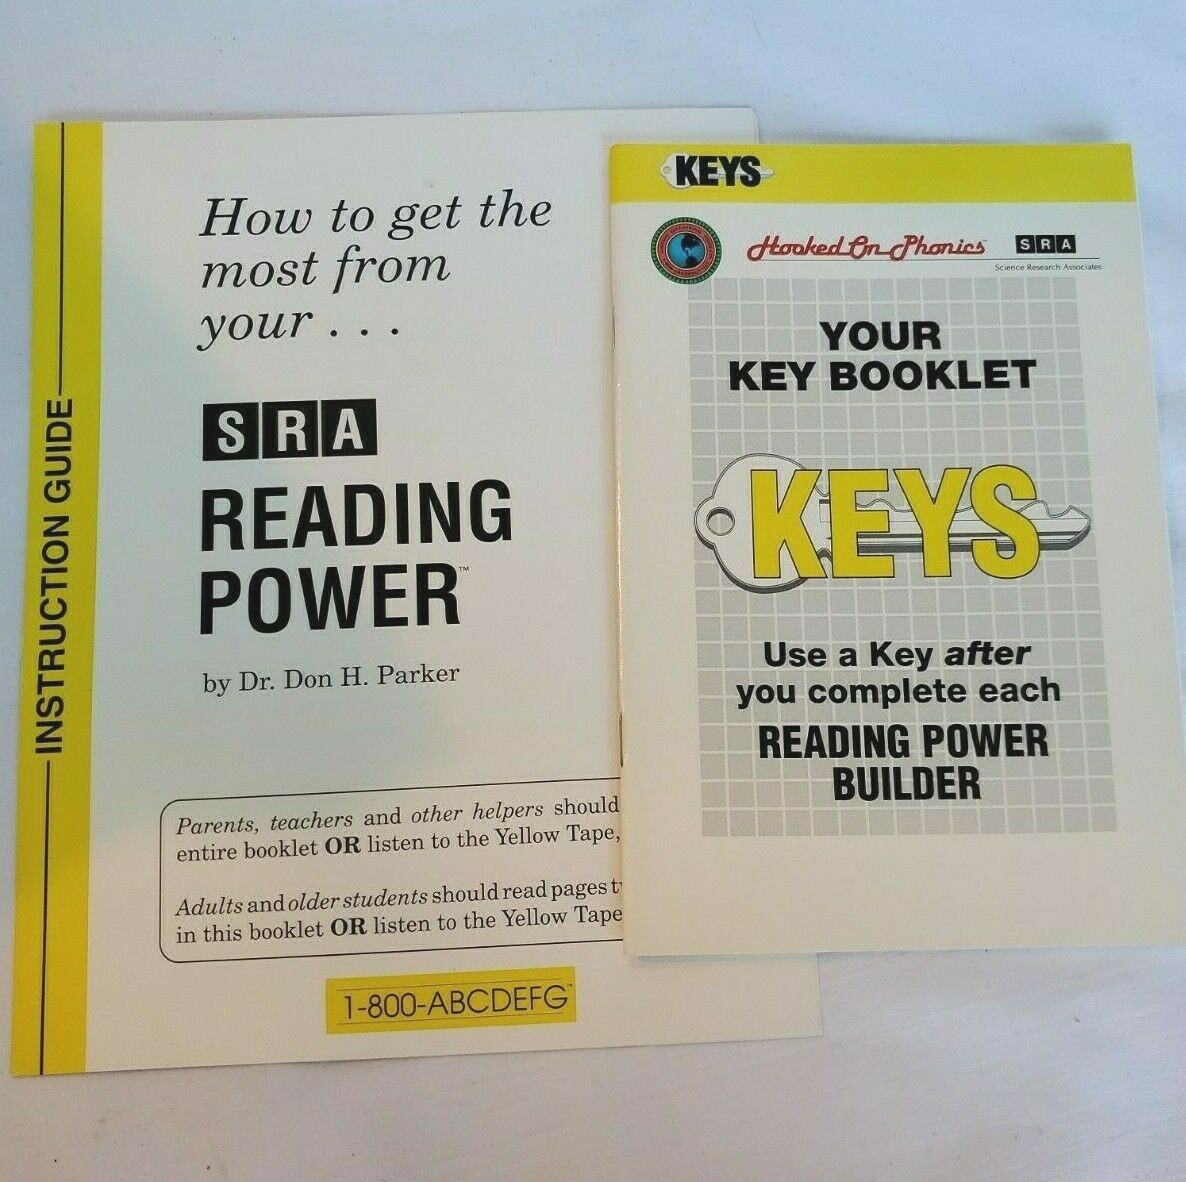 INSTRUCTION GUIDE
How to get the
most from
your . . .
SRA
READING
POWER™
by Dr. Don H. Parker
Parents, teachers and other helpers should
entire booklet OR listen to the Yellow Tape,
Adults and older students should read pages
in this booklet OR listen to the Yellow Tape
1-800-ABCDEFG™
KEYS
Hooked On Phonics™ SRA
Science Research Associates
YOUR
KEY BOOKLET
KEYS
Use a Key after
you complete each
READING POWER
BUILDER